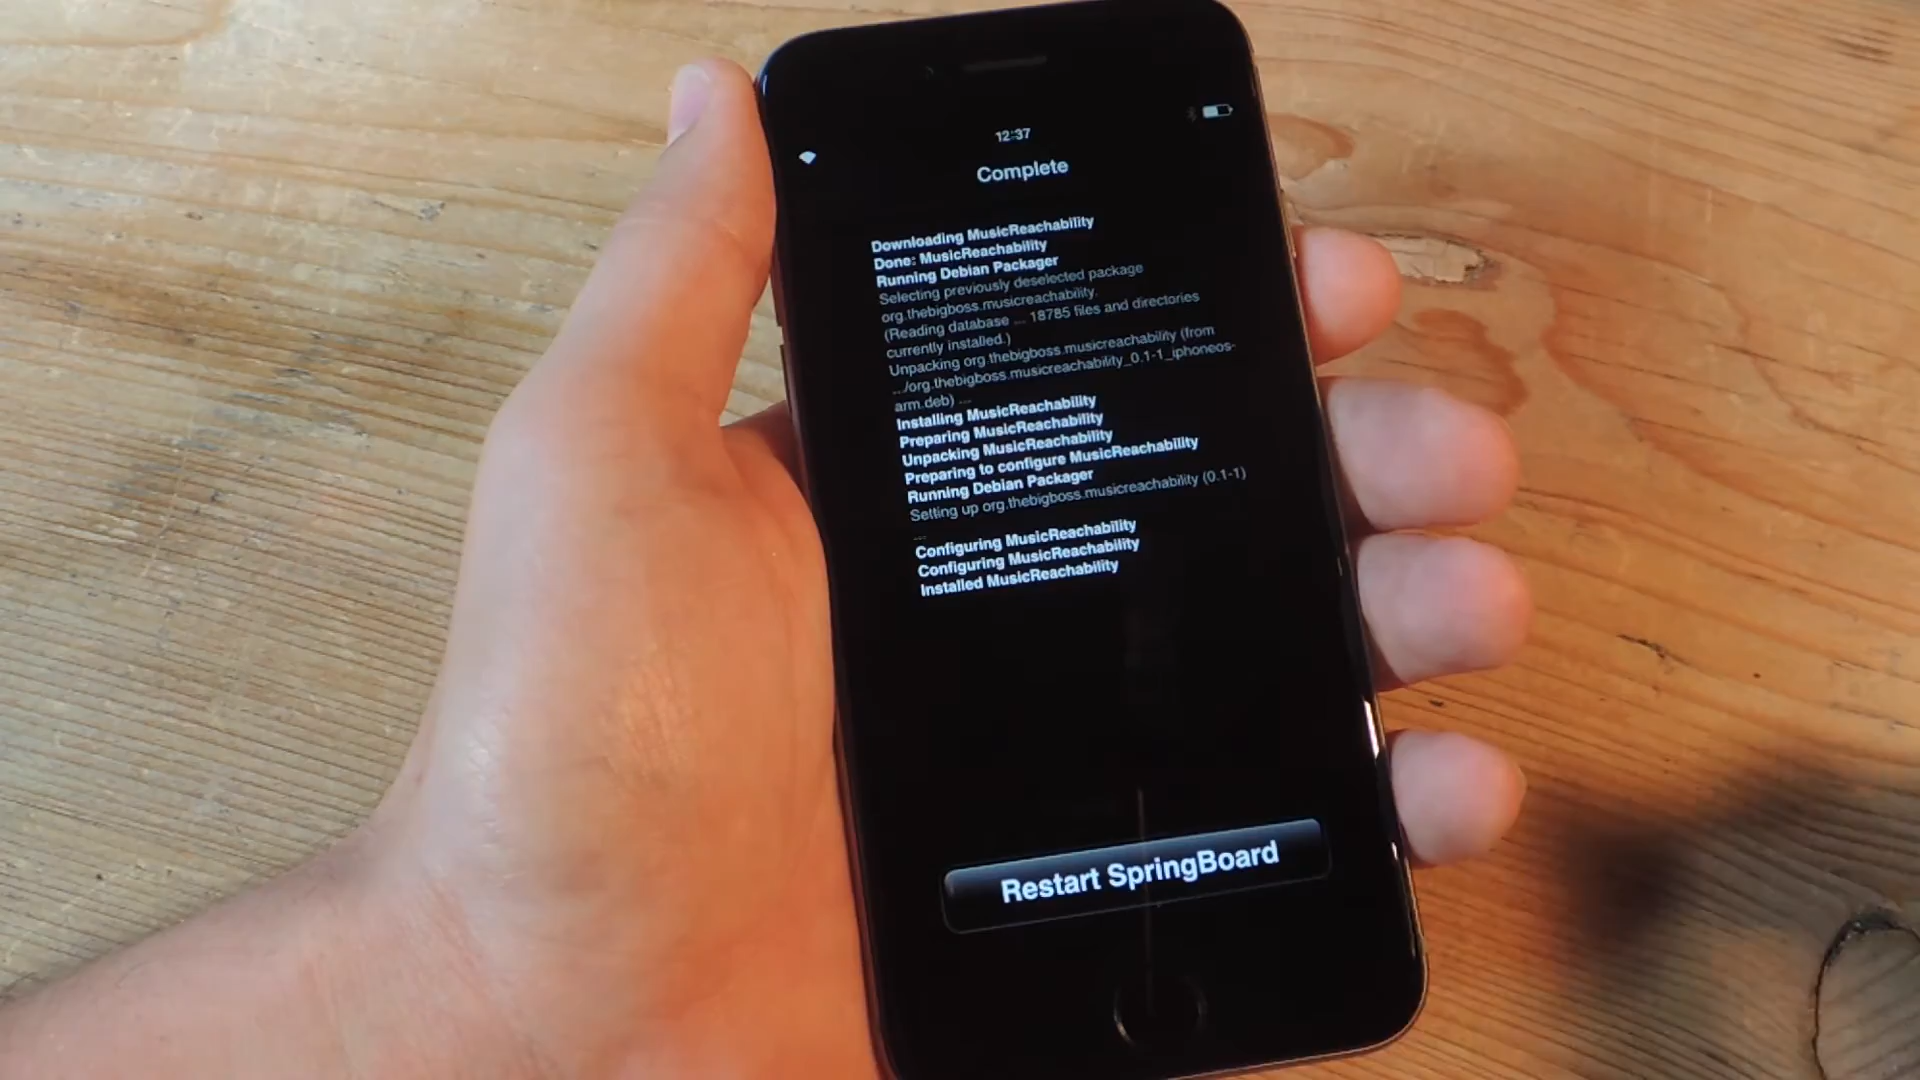 12:37
Complete
Downloading MusicReachability
Done: MusicReachability
Running Debian Packager
Selecting previously deselected package
org.thebigboss.musicreachability.
(Reading database ... 18785 files and directories
currently installed.)
Unpacking org.thebigboss.musicreachability (from
.../org.thebigboss.musicreachability_0.1-1_iphoneos-
arm.deb) ...
Installing MusicReachability
Preparing MusicReachability
Unpacking MusicReachability
Preparing to configure MusicReachability
Running Debian Packager
Setting up org.thebigboss.musicreachability (0.1-1)
...
Configuring MusicReachability
Configuring MusicReachability
Installed MusicReachability
Restart SpringBoard